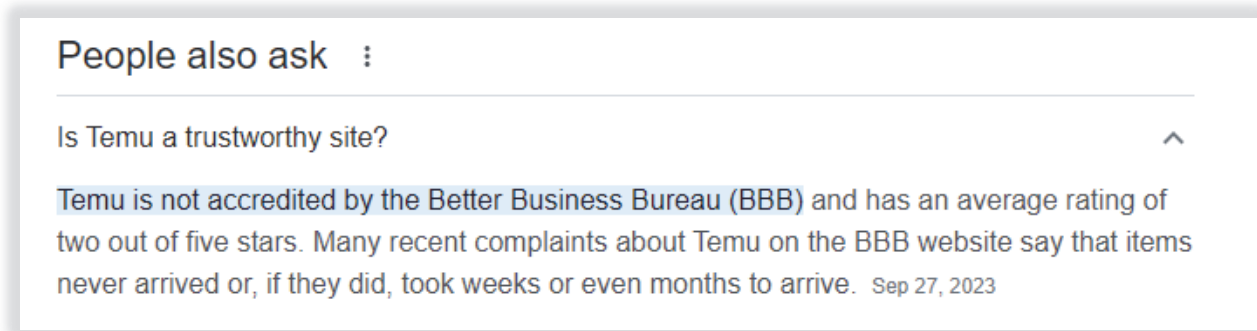 People also ask
Is Temu a trustworthy site?
Temu is not accredited by the Better Business Bureau (BBB) and has an average rating of
two out of five stars. Many recent complaints about Temu on the BBB website say that items
never arrived or, if they did, took weeks or even months to arrive. Sep 27, 2023